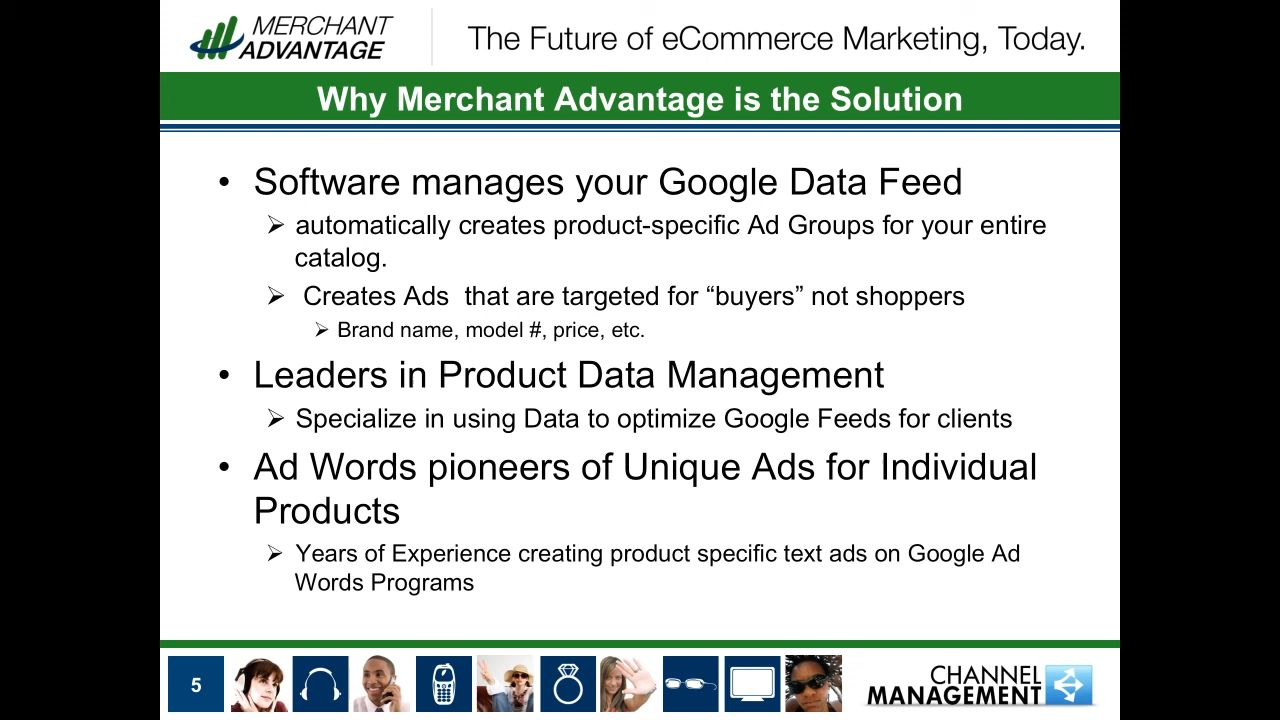 MERCHANT
ADVANTAGE
The Future of eCommerce Marketing, Today.
Why Merchant Advantage is the Solution
• Software manages your Google Data Feed
➢ automatically creates product-specific Ad Groups for your entire
catalog.
➢ Creates Ads  that are targeted for “buyers” not shoppers
➢ Brand name, model #, price, etc.
• Leaders in Product Data Management
➢ Specialize in using Data to optimize Google Feeds for clients
• Ad Words pioneers of Unique Ads for Individual
Products
➢ Years of Experience creating product specific text ads on Google Ad
Words Programs
5
CHANNEL
MANAGEMENT